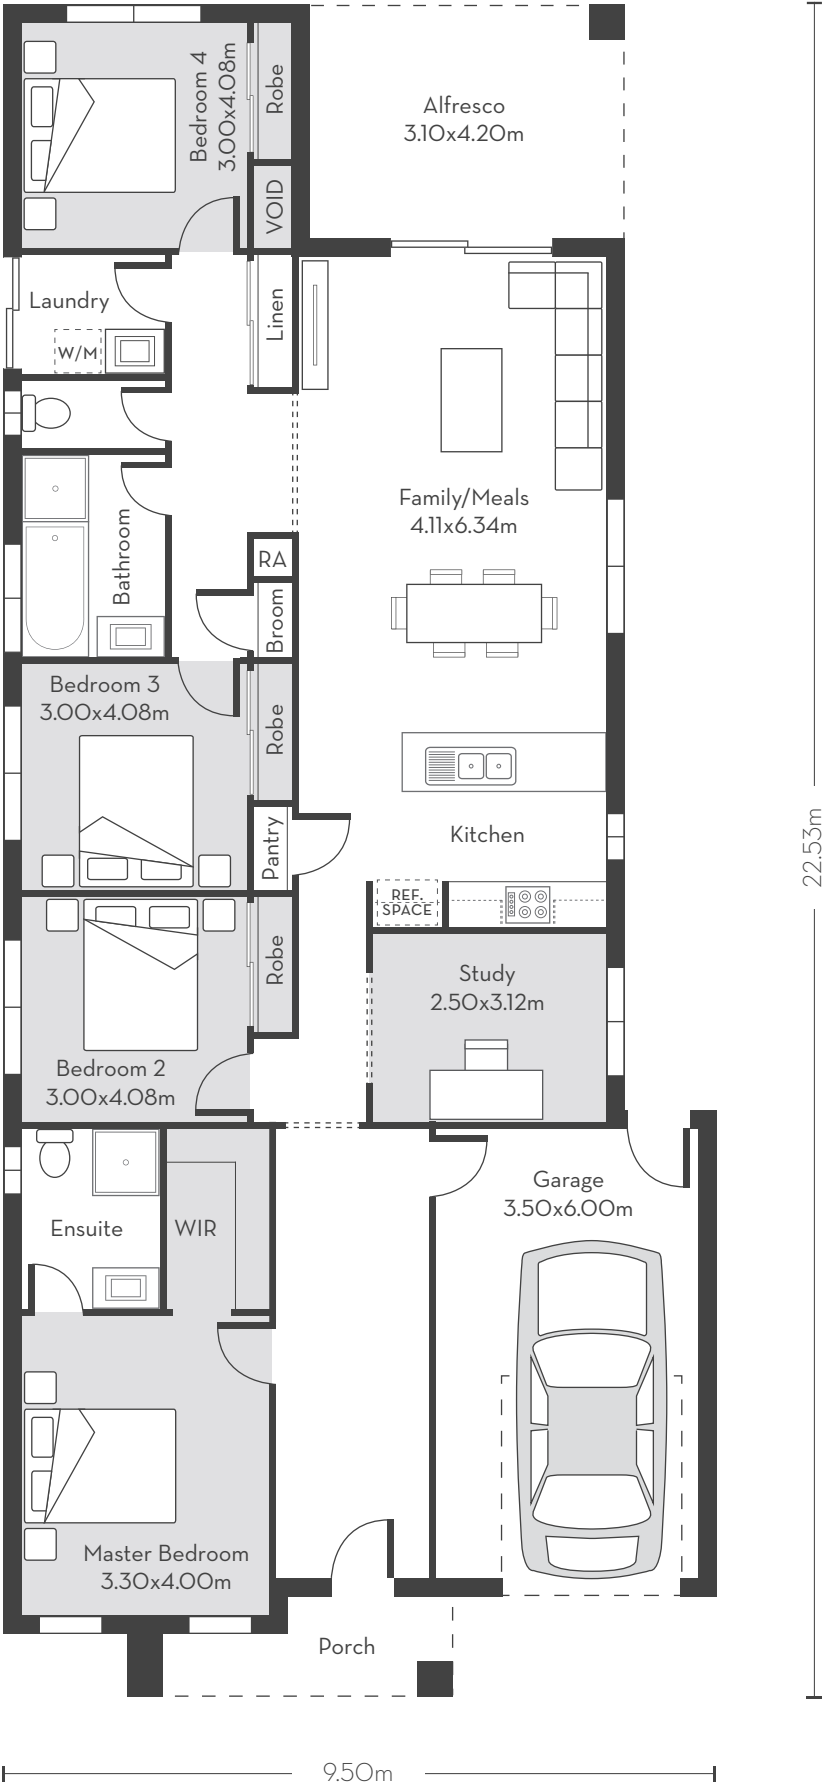 Bedroom 4
3.00x4.08m
Robe
VOID
Alfresco
3.10x4.20m
Laundry
W/M
Linen
Family/Meals
4.11x6.34m
Bathroom
RA
Broom
Bedroom 3
3.00x4.08m
Robe
Pantry
Kitchen
22.53m
REF.
SPACE
Robe
Study
2.50x3.12m
Bedroom 2
3.00x4.08m
Ensuite
WIR
Garage
3.50x6.00m
Master Bedroom
3.30x4.00m
Porch
9.50m